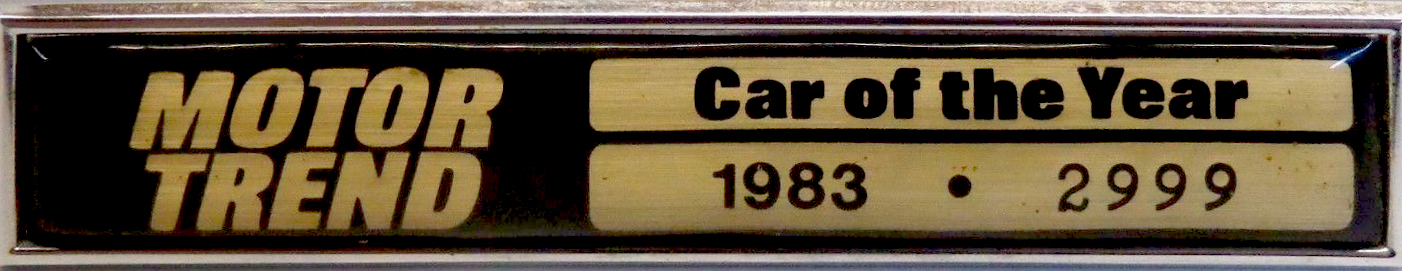 MOTOR
TREND
Car of the Year
1983 • 2999